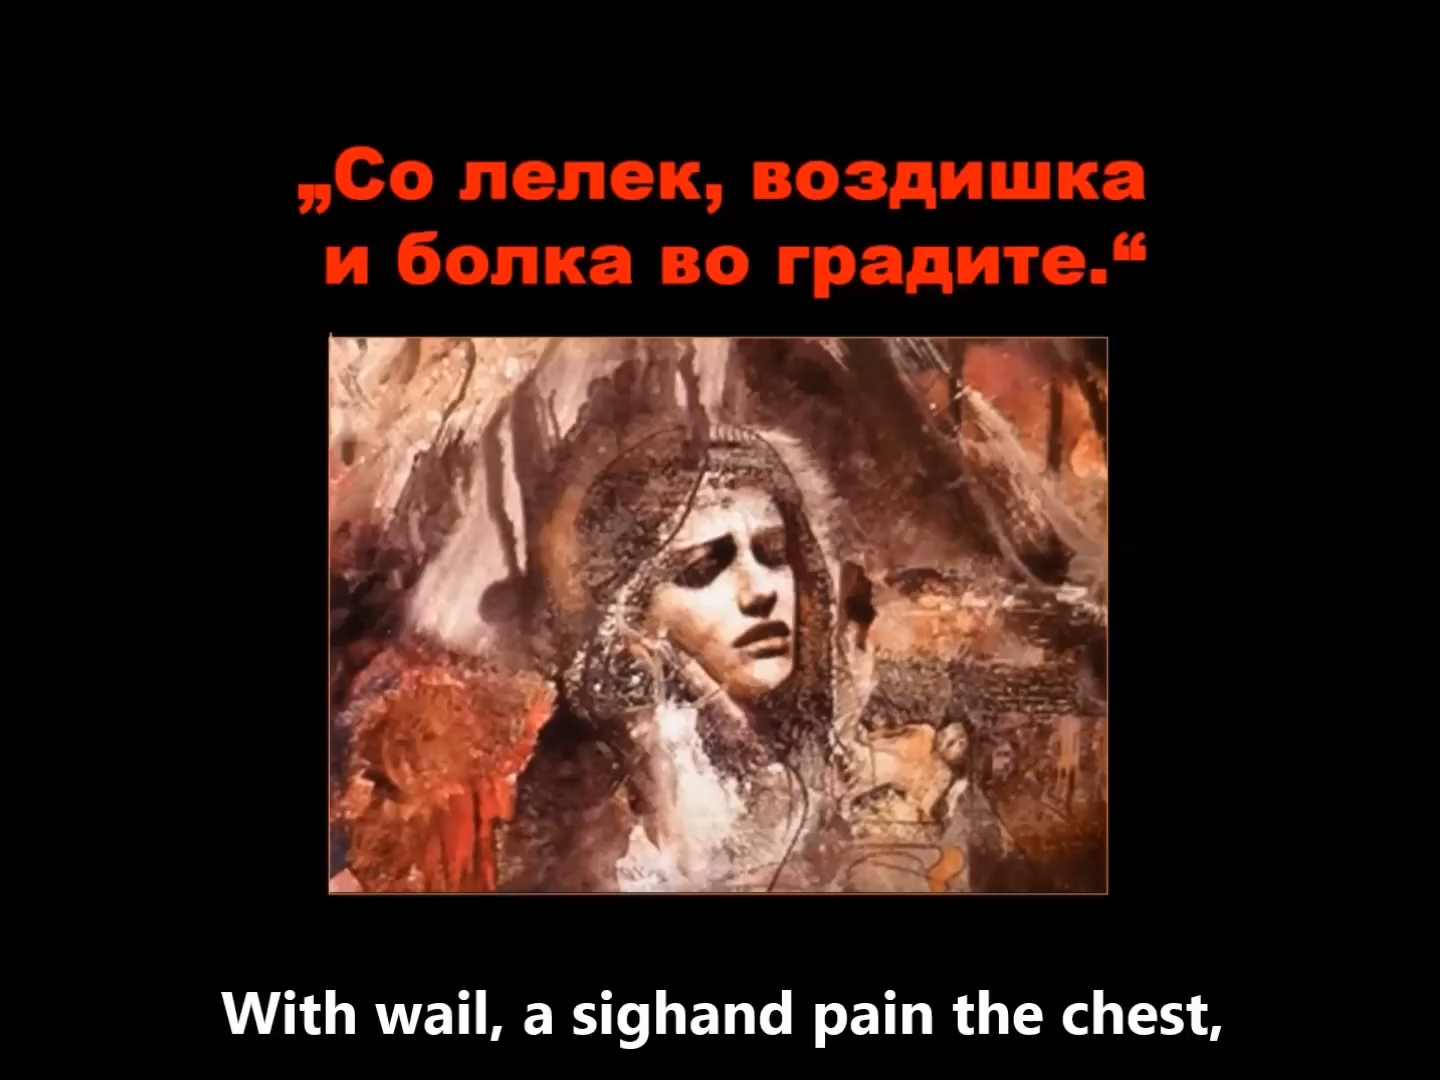 „Со лелек, воздишка
и болка во градите.“
With wail, a sighand pain the chest,